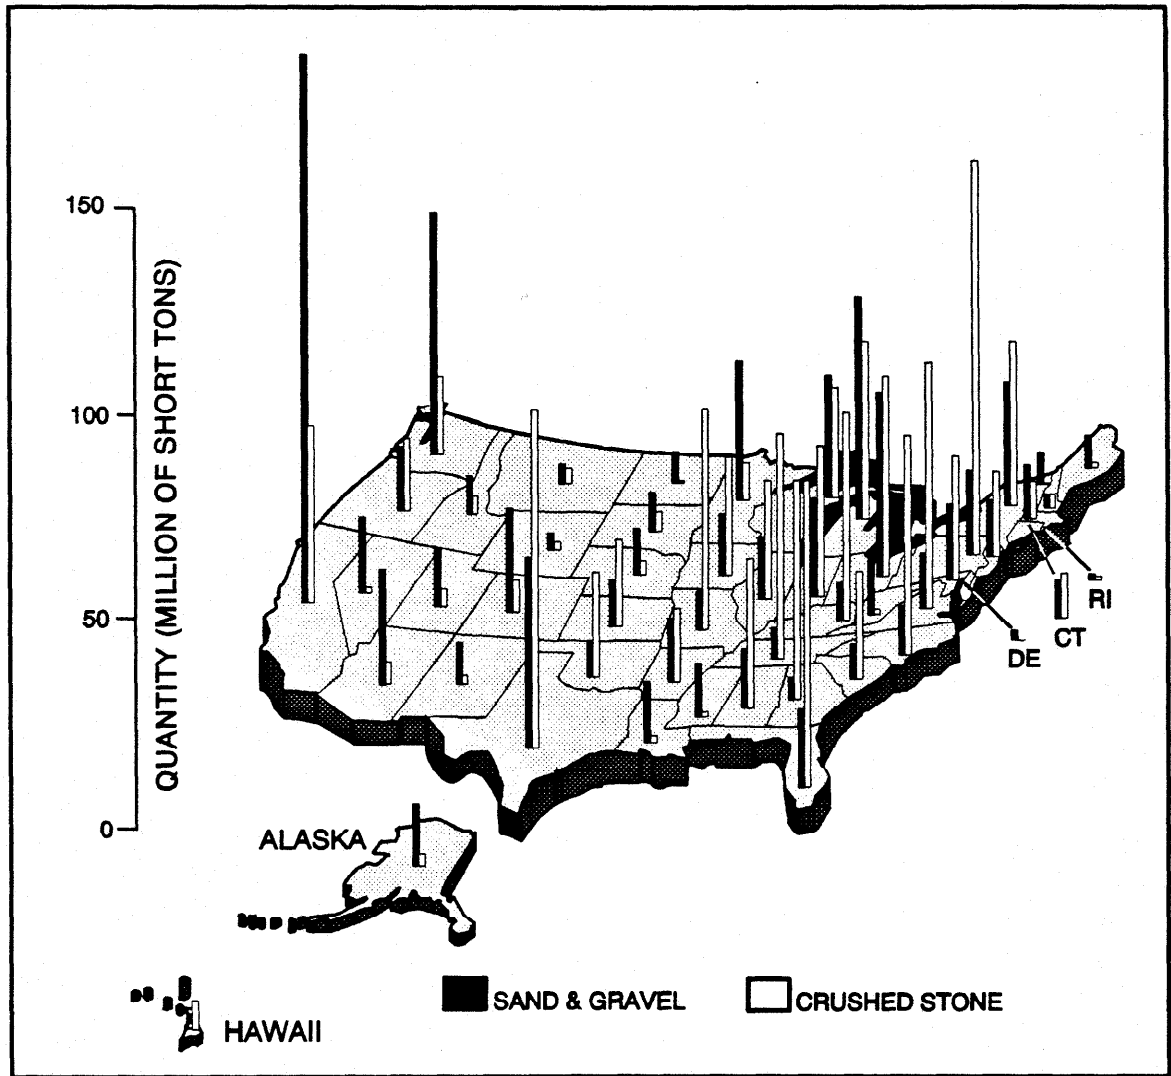 150
100
50
0
QUANTITY (MILLION OF SHORT TONS)
RI
CT
DE
ALASKA
HAWAII
SAND & GRAVEL
CRUSHED STONE